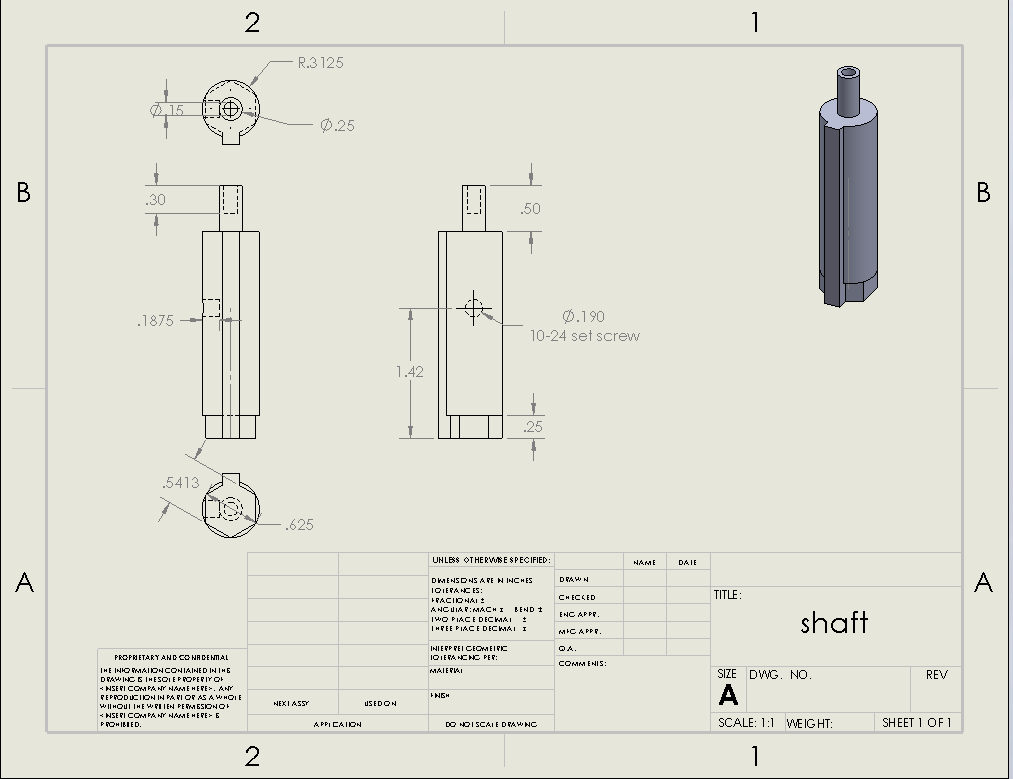 2
1
R.3125
Ø.15
Ø.25
B
B
.30
.50
.1875
Ø.190
10-24 set screw
1.42
.25
.5413
.625
A
A
UNLESS OTHERWISE SPECIFIED:
NAME
DATE
DIMENSIONS ARE IN INCHES
TOLERANCES:
FRACTIONAL ±
ANGULAR: MACH ± BEND ±
TWO PLACE DECIMAL ±
THREE PLACE DECIMAL ±
DRAWN
CHECKED
ENG APPR.
MFG APPR.
Q.A.
COMMENTS:
INTERPRET GEOMETRIC
TOLERANCING PER:
MATERIAL
FINISH
TITLE:
shaft
PROPRIETARY AND CONFIDENTIAL
THE INFORMATION CONTAINED IN THIS
DRAWING IS THE SOLE PROPERTY OF
<INSERT COMPANY NAME HERE>. ANY
REPRODUCTION IN PART OR AS A WHOLE
WITHOUT THE WRITTEN PERMISSION OF
<INSERT COMPANY NAME HERE> IS
PROHIBITED.
NEXT ASSY
USED ON
APPLICATION
DO NOT SCALE DRAWING
SIZE
A
DWG. NO.
REV
SCALE: 1:1
WEIGHT:
SHEET 1 OF 1
2
1